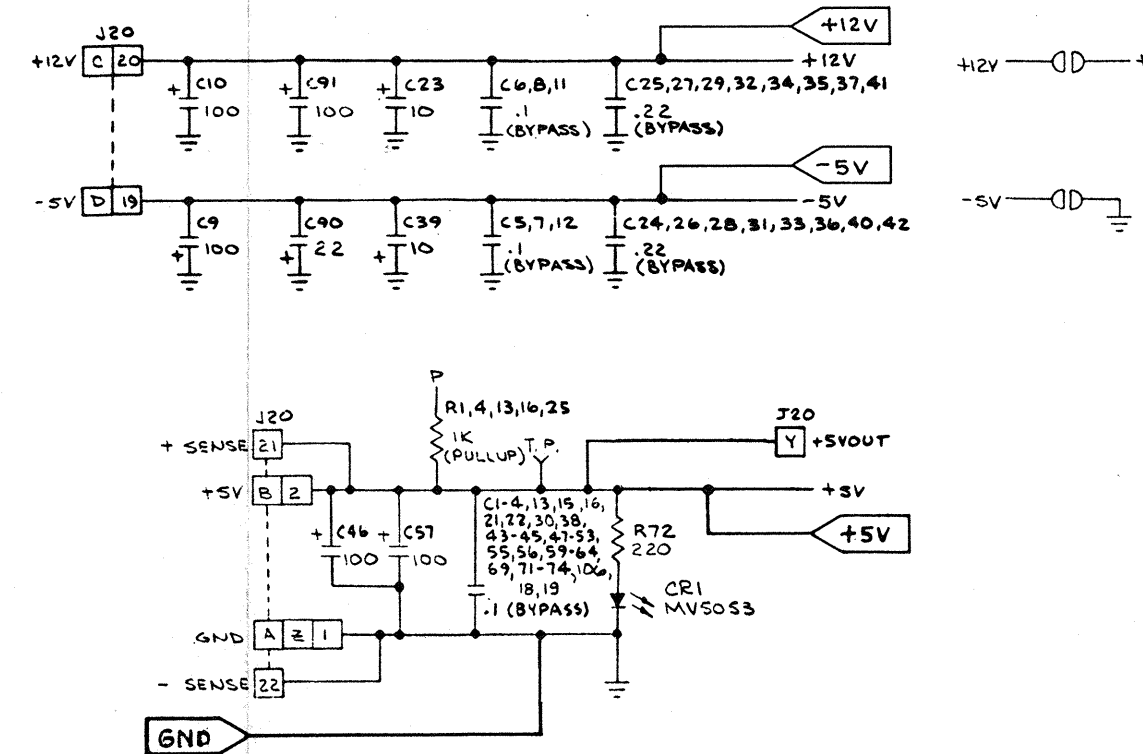 J20
+12V C 20
+12V
+12V
+ C10 100
+ C91 100
+ C23 10
C6,8,11
.1
(BYPASS)
C25,27,29,32,34,35,37,41
.22
(BYPASS)
+12V
-5V D 19
-5V
-5V
C9 100 +
C90 22 +
C39 10 +
C5,7,12
.1
(BYPASS)
C24,26,28,31,33,36,40,42
.22
(BYPASS)
-5V
P
R1,4,13,16,25
1K
(PULLUP)
T.P.
J20
+ SENSE 21
+5V B 2
J20
Y +5VOUT
+5V
+5V
+ C46 100
+ C57 100
C1-4,13,15,16,
21,22,30,38,
43-45,47-53,
55,56,59-64,
69,71-74,106,
18,19
.1 (BYPASS)
R72
220
CR1
MV5053
GND A Z 1
- SENSE 22
GND